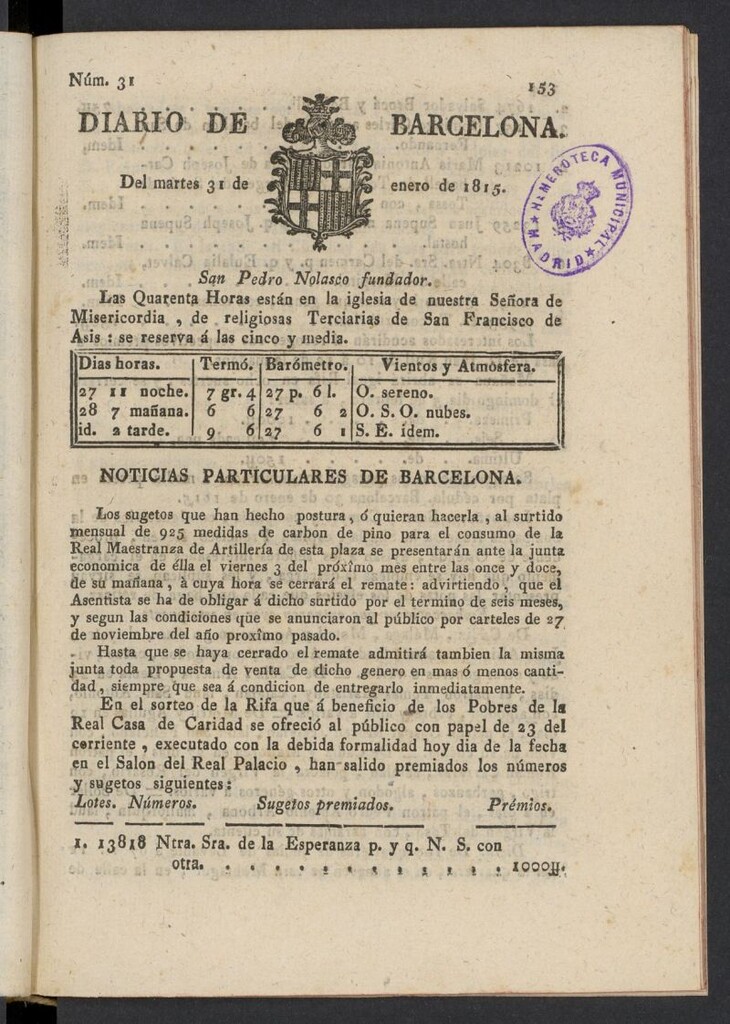 Núm. 31
153
DIARIO DE BARCELONA.
Del martes 31 de enero de 1815.
HEMEROTECA MUNICIPAL
MADRID
San Pedro Nolasco fundador.
Las Quarenta Horas están en la iglesia de nuestra Señora de
Misericordia , de religiosas Terciarias de San Francisco de
Asis : se reserva á las cinco y media.
Dias horas. Termó. Barómetro. Vientos y Atmósfera.
27 11 noche. 7 gr. 4 27 p. 6 l. O. sereno.
28 7 mañana. 6 6 27 6 2 O. S. O. nubes.
id. 2 tarde. 9 6 27 6 1 S. E. idem.
NOTICIAS PARTICULARES DE BARCELONA.
Los sugetos que han hecho postura, ó quieran hacerla , al surtido
mensual de 925 medidas de carbon de pino para el consumo de la
Real Maestranza de Artillería de esta plaza se presentarán ante la junta
economica de élla el viernes 3 del próxîmo mes entre las once y doce,
de su mañana , à cuya hora se cerrará el remate: advirtiendo , que el
Asentista se ha de obligar á dicho surtido por el termino de seis meses,
y segun las condiciones que se anunciaron al público por carteles de 27
de noviembre del año proxîmo pasado.
Hasta que se haya cerrado el remate admitirá tambien la misma
junta toda propuesta de venta de dicho genero en mas ó menos canti-
dad , siempre que sea á condicion de entregarlo inmediatamente.
En el sorteo de la Rifa que á beneficio de los Pobres de la
Real Casa de Caridad se ofreció al público con papel de 23 del
corriente , executado con la debida formalidad hoy dia de la fecha
en el Salon del Real Palacio , han salido premiados los números
y sugetos siguientes:
Lotes. Números. Sugetos premiados. Prémios.
1. 13818 Ntra. Sra. de la Esperanza p. y q. N. S. con
otra. . . . . . . . . . . . . 1000tt.